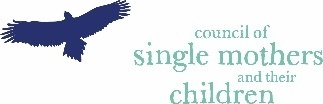 council of
single mothers
and their
children